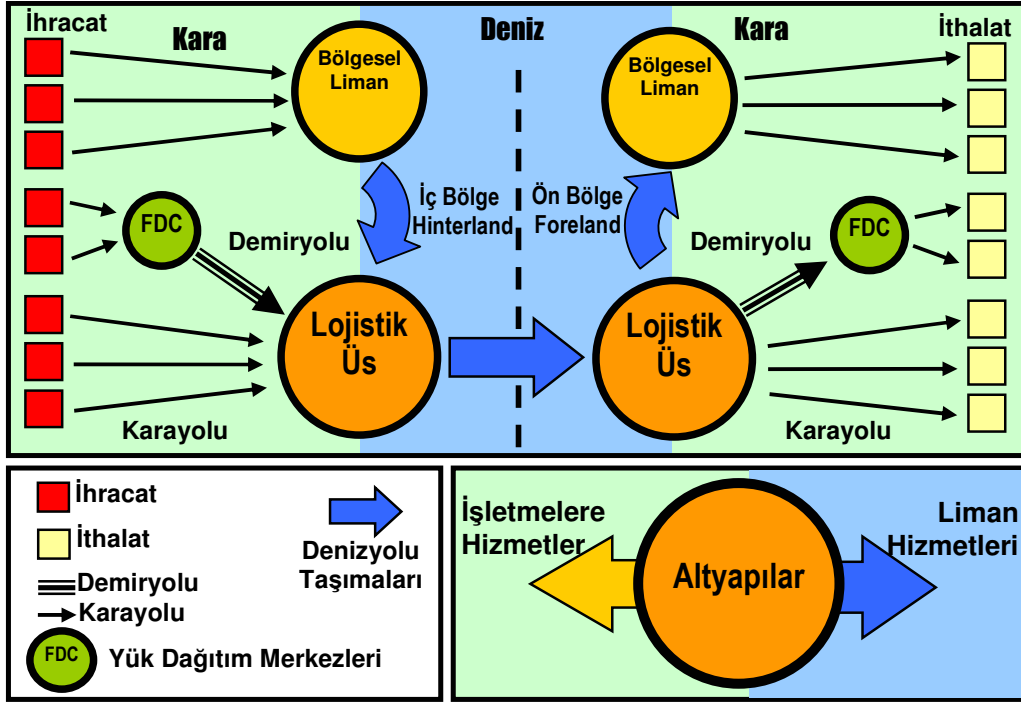 İhracat
Kara
Deniz
Kara
İthalat
Bölgesel
Liman
Bölgesel
Liman
İç Bölge
Hinterland
Ön Bölge
Foreland
FDC
Demiryolu
Demiryolu
FDC
Lojistik
Üs
Lojistik
Üs
Karayolu
Karayolu
İhracat
İthalat
Demiryolu
Karayolu
FDC
Yük Dağıtım Merkezleri
Denizyolu
Taşımaları
İşletmelere
Hizmetler
Altyapılar
Liman
Hizmetleri